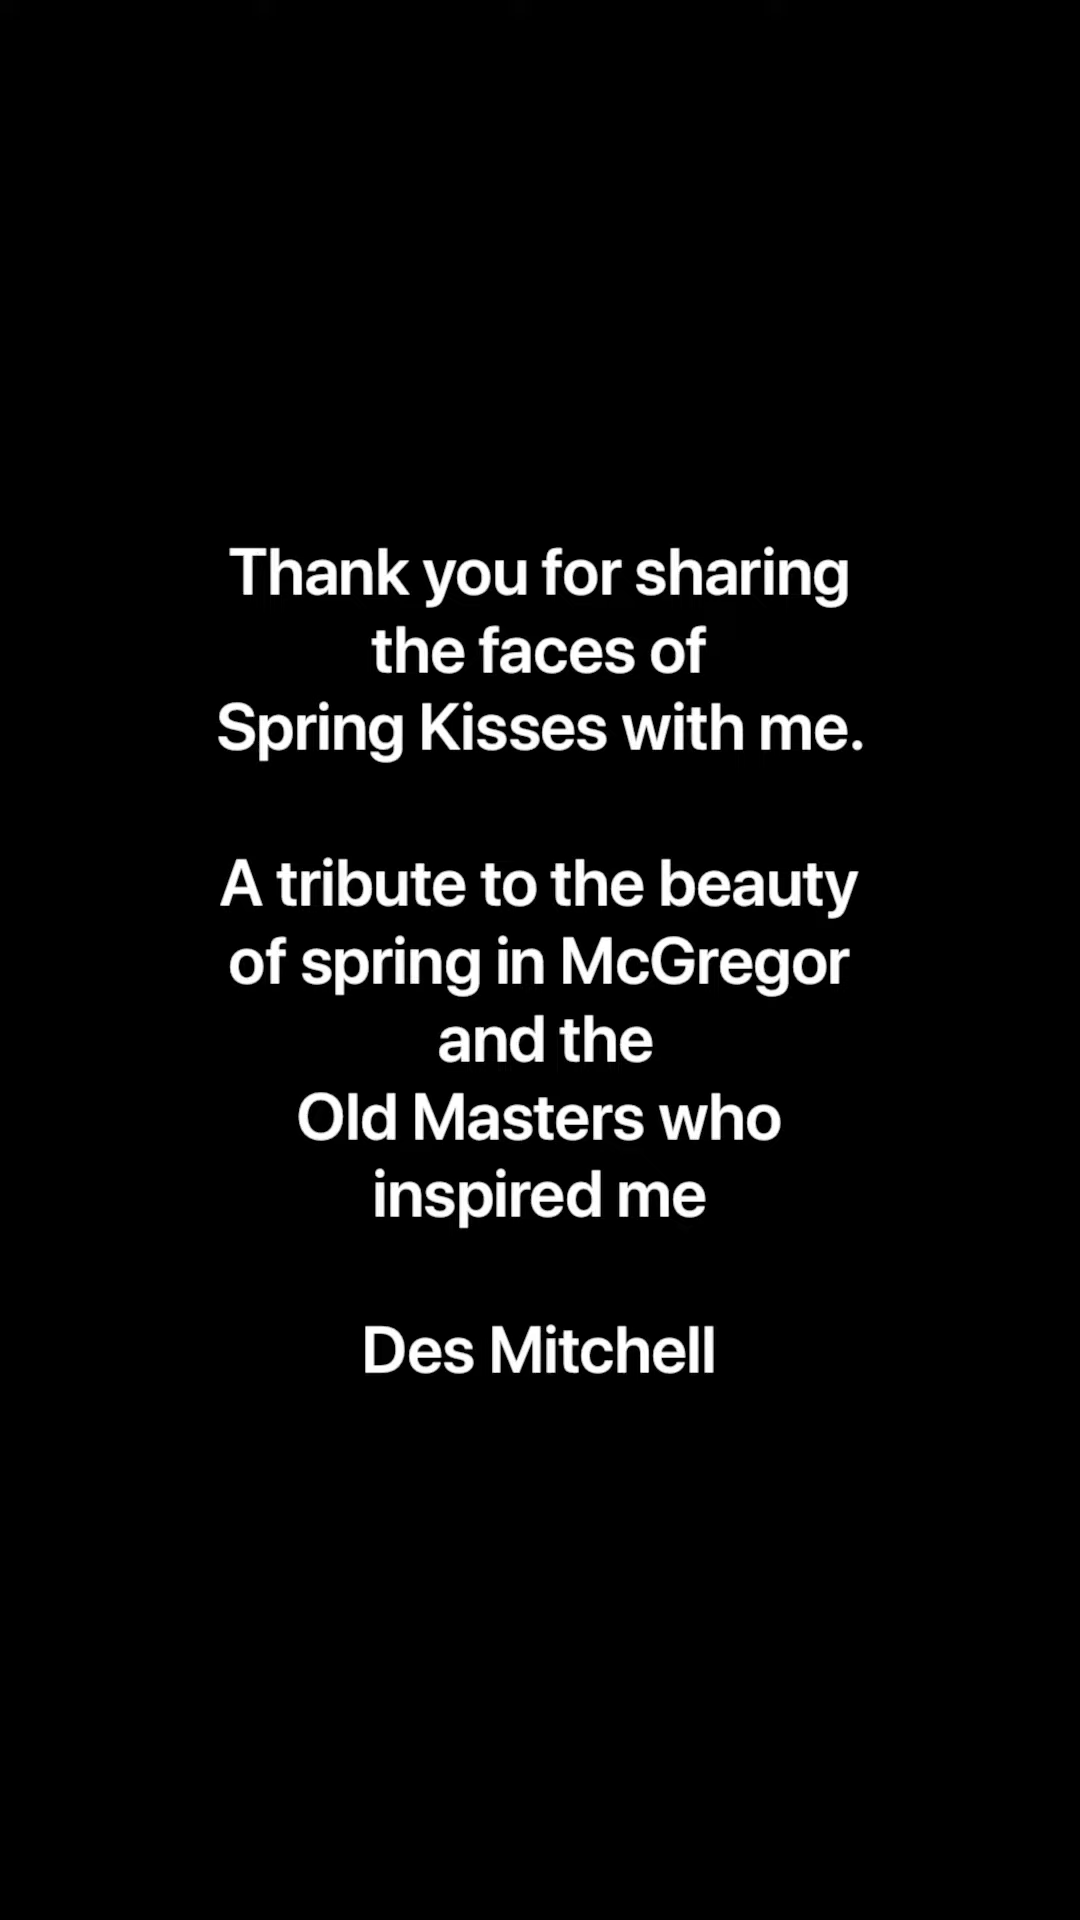 Thank you for sharing
the faces of
Spring Kisses with me.
A tribute to the beauty
of spring in McGregor
and the
Old Masters who
inspired me
Des Mitchell